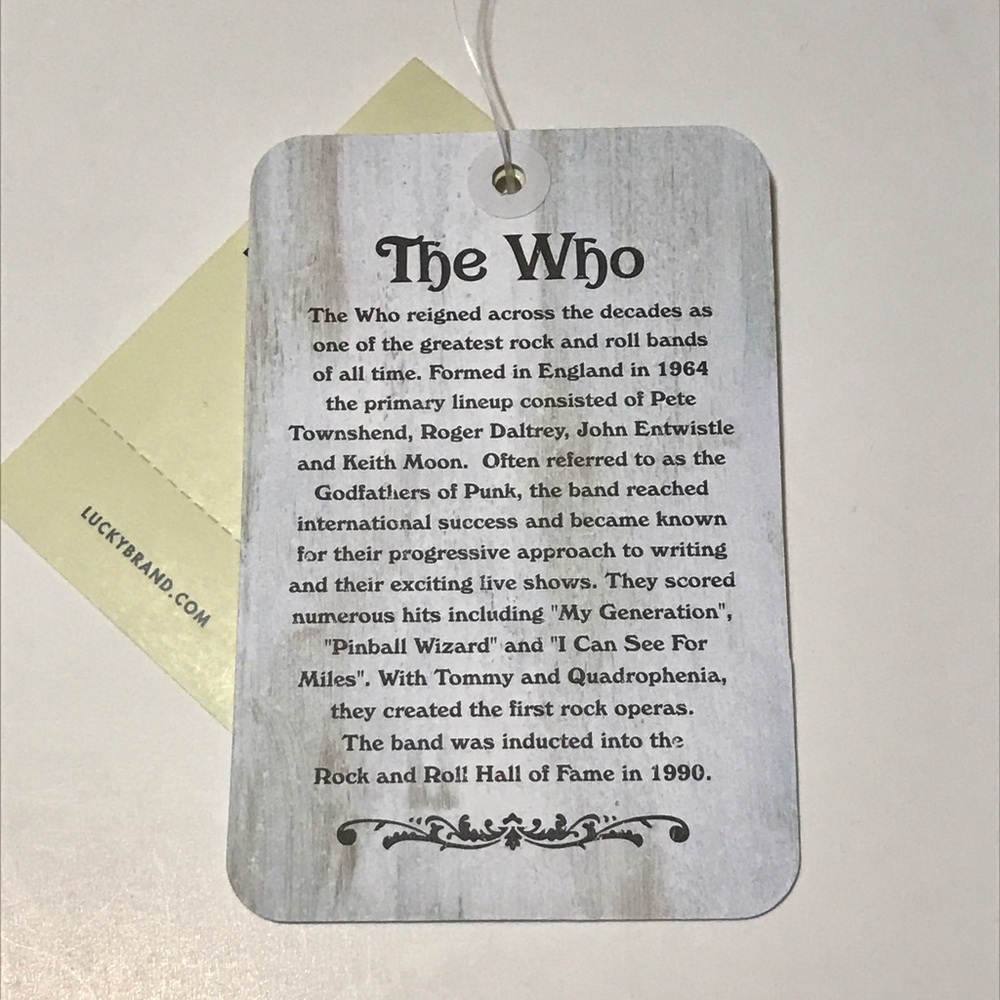 The Who
The Who reigned across the decades as
one of the greatest rock and roll bands
of all time. Formed in England in 1964
the primary lineup consisted of Pete
Townshend, Roger Daltrey, John Entwistle
and Keith Moon. Often referred to as the
Godfathers of Punk, the band reached
international success and became known
for their progressive approach to writing
and their exciting live shows. They scored
numerous hits including "My Generation",
"Pinball Wizard" and "I Can See For
Miles". With Tommy and Quadrophenia,
they created the first rock operas.
The band was inducted into the
Rock and Roll Hall of Fame in 1990.
LUCKYBRAND.COM